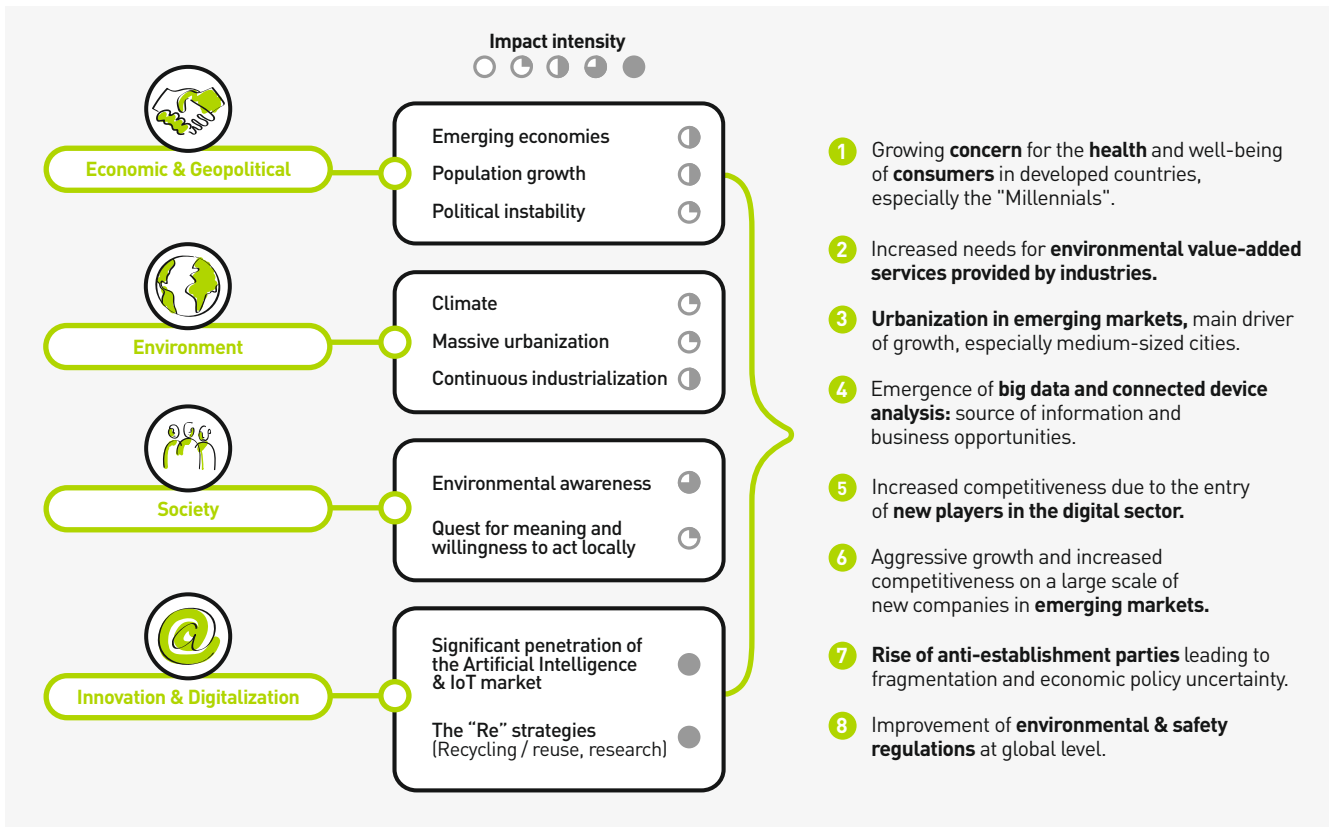 Impact intensity
Economic & Geopolitical
Emerging economies
Population growth
Political instability
Environment
Climate
Massive urbanization
Continuous industrialization
Society
Environmental awareness
Quest for meaning and
willingness to act locally
Innovation & Digitalization
Significant penetration of
the Artificial Intelligence
& IoT market
The “Re” strategies
(Recycling / reuse, research)
1 Growing concern for the health and well-being
of consumers in developed countries,
especially the "Millennials".
2 Increased needs for environmental value-added
services provided by industries.
3 Urbanization in emerging markets, main driver
of growth, especially medium-sized cities.
4 Emergence of big data and connected device
analysis: source of information and
business opportunities.
5 Increased competitiveness due to the entry
of new players in the digital sector.
6 Aggressive growth and increased
competitiveness on a large scale of
new companies in emerging markets.
7 Rise of anti-establishment parties leading to
fragmentation and economic policy uncertainty.
8 Improvement of environmental & safety
regulations at global level.